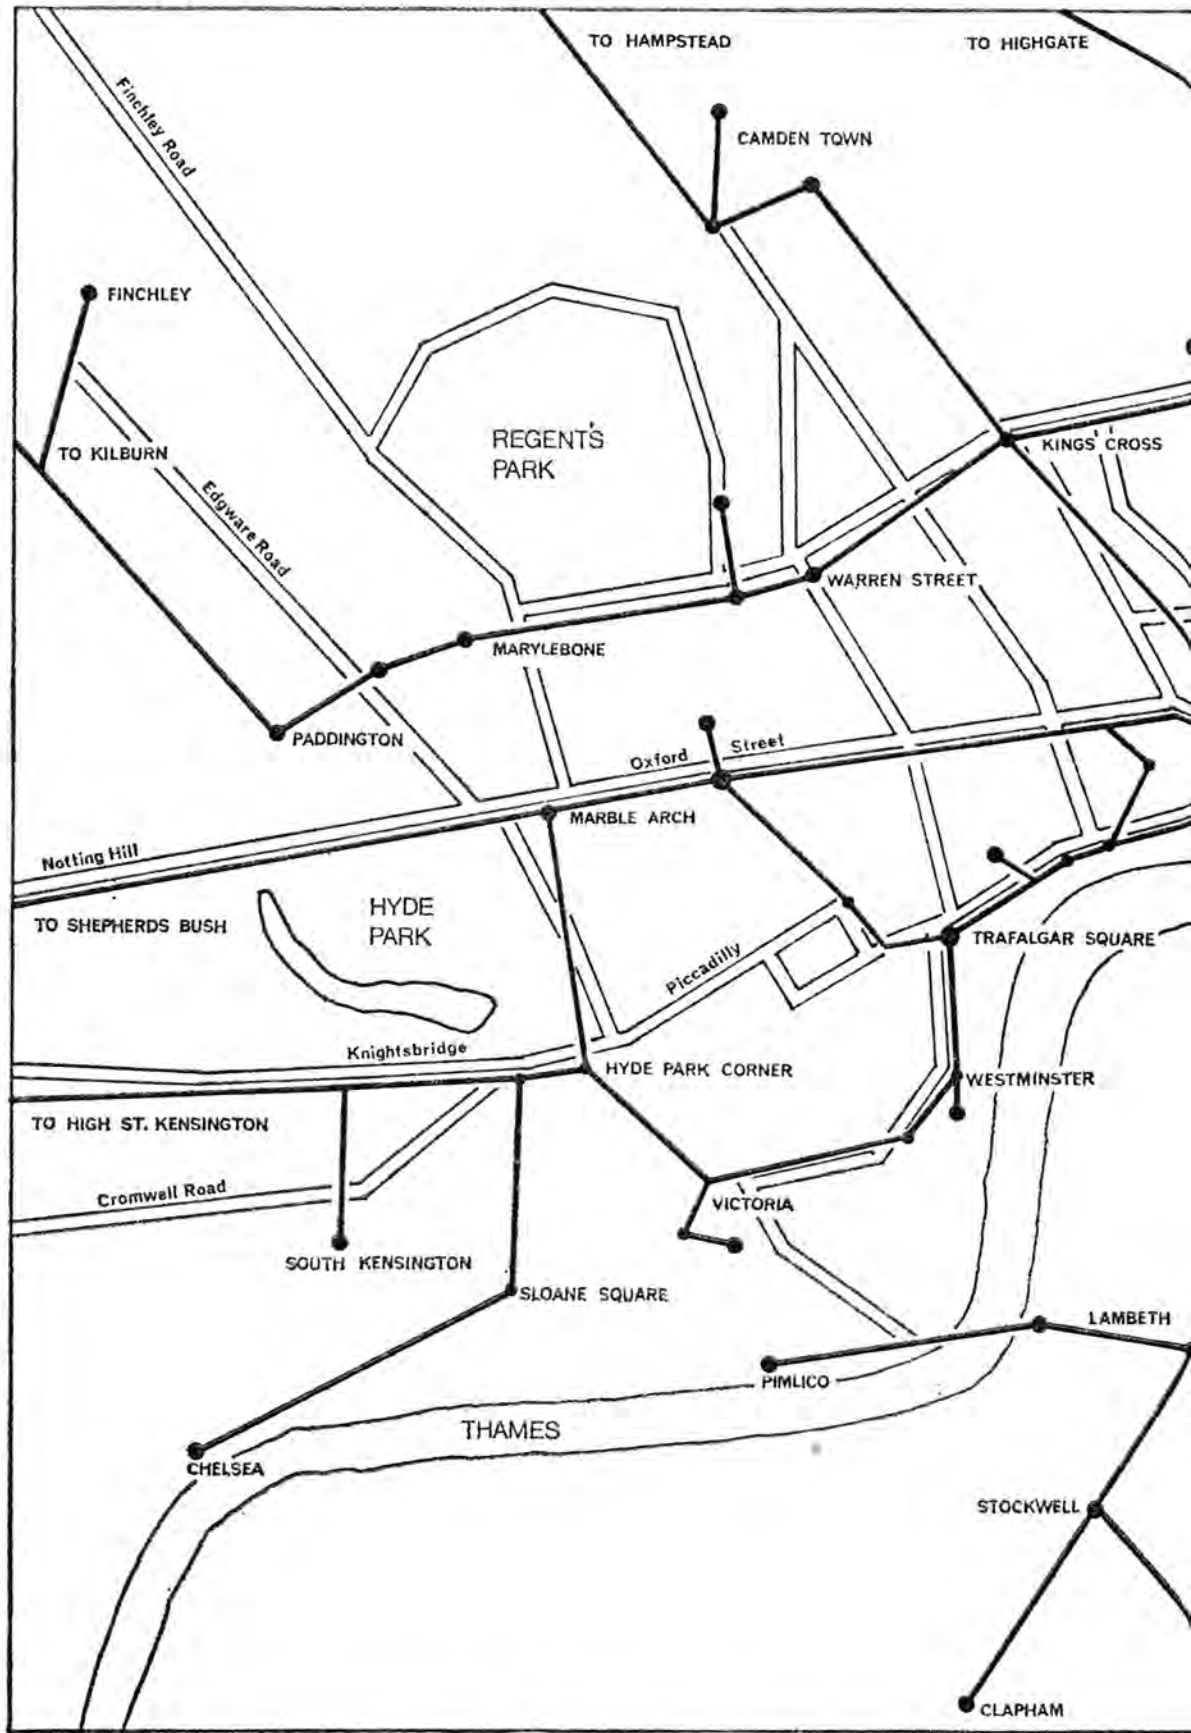 TO HAMPSTEAD
TO HIGHGATE
Finchley Road
CAMDEN TOWN
FINCHLEY
TO KILBURN
REGENT'S
PARK
KINGS CROSS
Edgware Road
WARREN STREET
MARYLEBONE
PADDINGTON
Oxford Street
MARBLE ARCH
Notting Hill
TO SHEPHERDS BUSH
HYDE
PARK
TRAFALGAR SQUARE
Piccadilly
Knightsbridge
HYDE PARK CORNER
WESTMINSTER
TO HIGH ST. KENSINGTON
Cromwell Road
VICTORIA
SOUTH KENSINGTON
SLOANE SQUARE
LAMBETH
PIMLICO
THAMES
CHELSEA
STOCKWELL
CLAPHAM